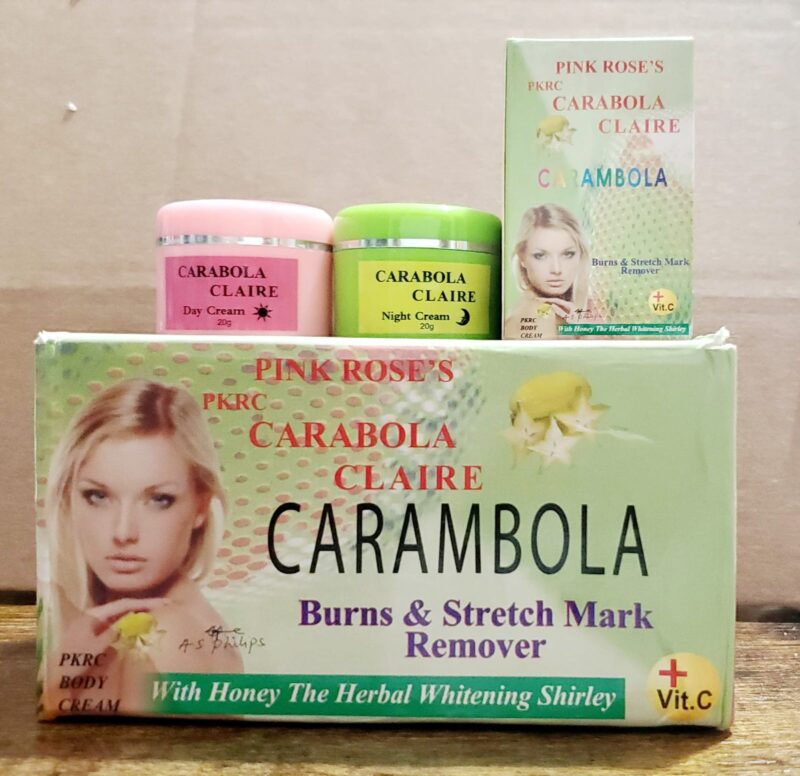 PINK ROSE'S
PKRC
CARABOLA
CLAIRE
CARAMBOLA
Burns & Stretch Mark
Remover
+
Vit.C
PKRC
BODY
CREAM
With Honey The Herbal Whitening Shirley
CARABOLA
CLAIRE
Day Cream
20g
CARABOLA
CLAIRE
Night Cream
20g
PINK ROSE'S
PKRC
CARABOLA
CLAIRE
CARAMBOLA
Burns & Stretch Mark
Remover
A S philips
PKRC
BODY
CREAM
With Honey The Herbal Whitening Shirley
+
Vit.C